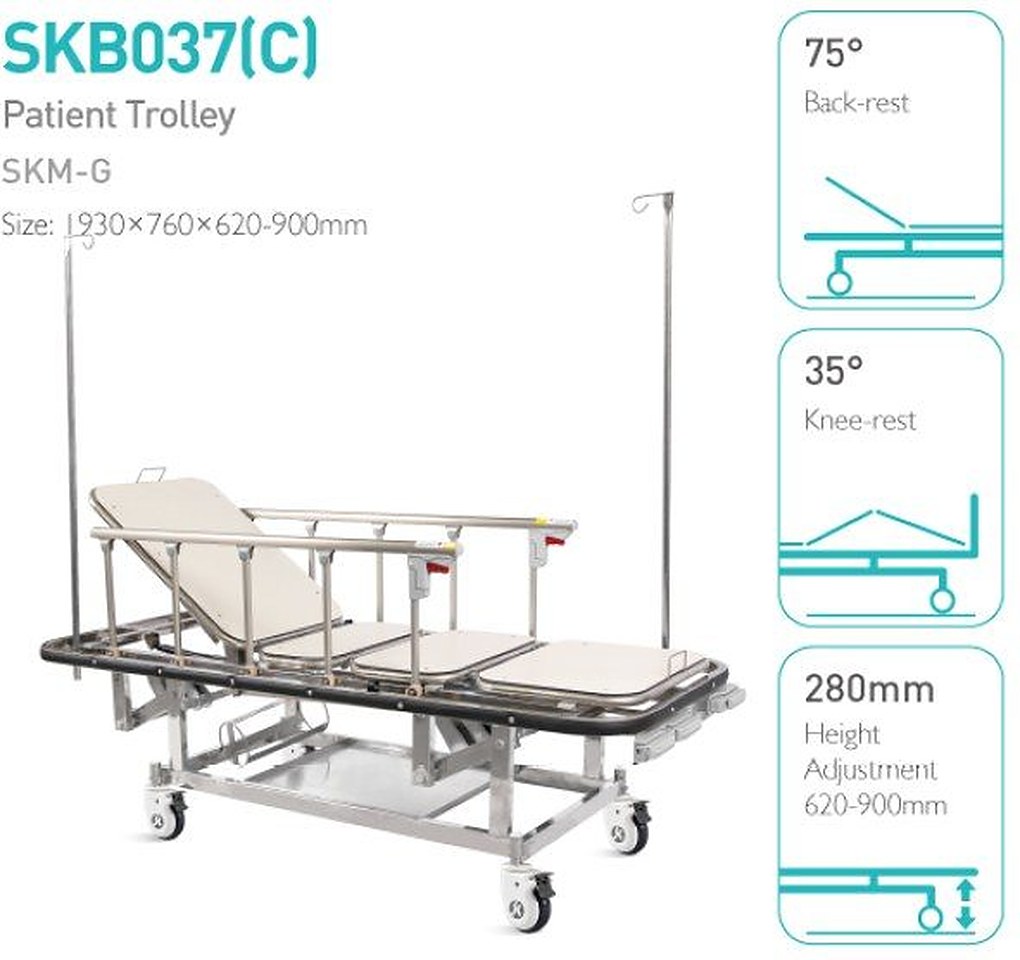 SKB037(C)
Patient Trolley
SKM-G
Size: 1930×760×620-900mm
75°
Back-rest
35°
Knee-rest
280mm
Height
Adjustment
620-900mm